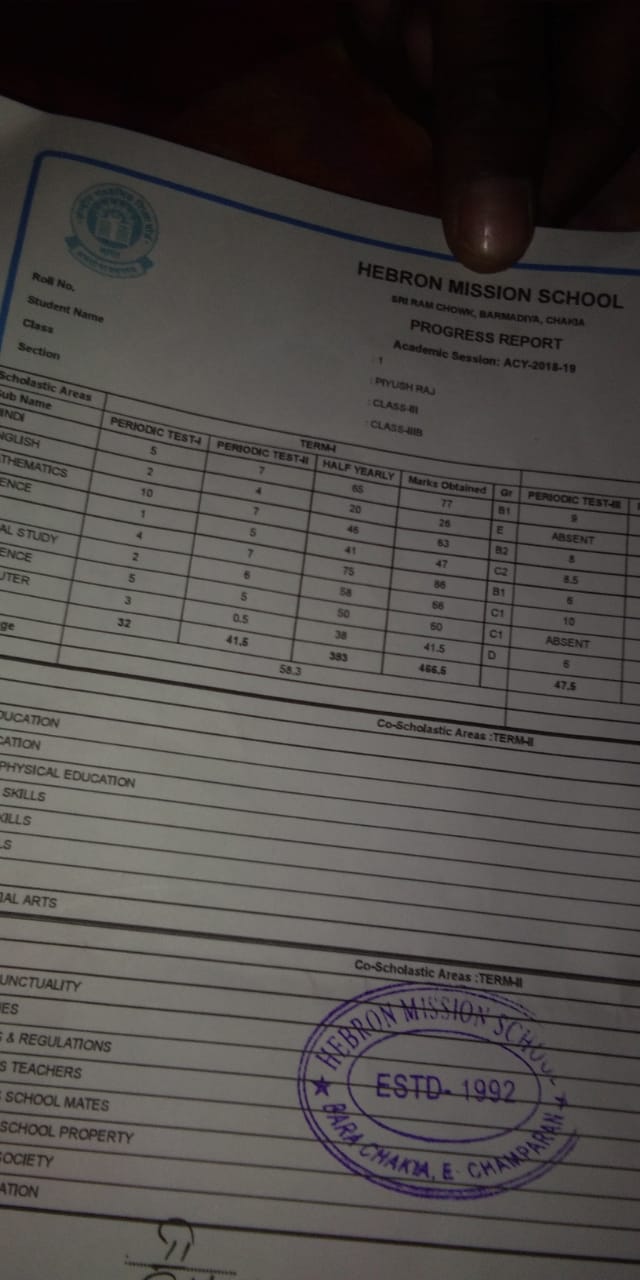 HEBRON MISSION SCHOOL
SRI RAM CHOWK, BARMADIYA, CHAKIA
PROGRESS REPORT
Academic Session: ACY-2018-19
Roll No. : 1
Student Name : PIYUSH RAJ
Class : CLASS-III
Section : CLASS-IIIB
Scholastic Areas TERM-I
Sub Name PERIODIC TEST-I PERIODIC TEST-II HALF YEARLY Marks Obtained Gr PERIODIC TEST-III
INDI 5 7 65 77 B1 9
NGLISH 2 4 20 26 E ABSENT
ATHEMATICS 10 7 46 63 B2 8
ENCE 1 5 41 47 C2 8.5
4 7 75 86 B1 6
AL STUDY 2 6 58 66 C1 10
ENCE 5 5 50 60 C1 ABSENT
UTER 3 0.5 38 41.5 D 6
32 41.5 393 466.5 47.5
ge 58.3
Co-Scholastic Areas :TERM-II
DUCATION
CATION
PHYSICAL EDUCATION
SKILLS
KILLS
LS
IAL ARTS
Co-Scholastic Areas :TERM-II
UNCTUALITY
IES
S & REGULATIONS
S TEACHERS
SCHOOL MATES
SCHOOL PROPERTY
OCIETY
ATION
HEBRON MISSION SCHOOL
ESTD- 1992
BARA CHAKIA, E. CHAMPARAN